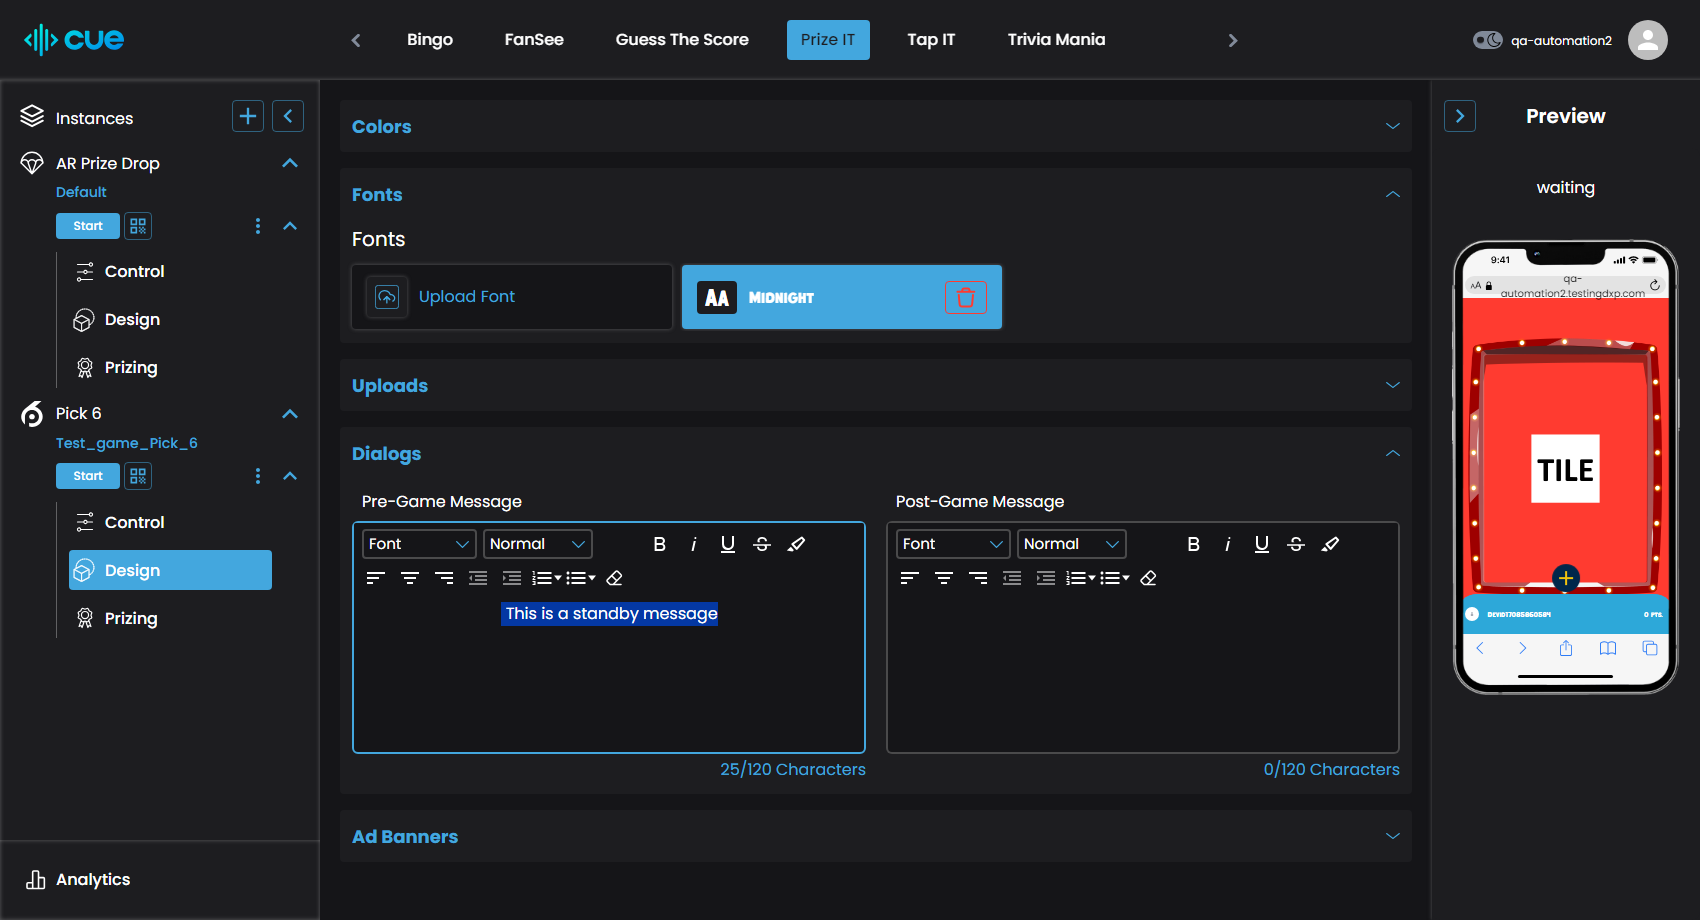 cue
Bingo
FanSee
Guess The Score
Prize IT
Tap IT
Trivia Mania
qa-automation2
Instances
AR Prize Drop
Default
Start
Control
Design
Prizing
Pick 6
Test_game_Pick_6
Start
Control
Design
Prizing
Analytics
Colors
Fonts
Fonts
Upload Font
AA MIDNIGHT
Uploads
Dialogs
Pre-Game Message
Font
Normal
B i U S
This is a standby message
25/120 Characters
Post-Game Message
Font
Normal
B i U S
0/120 Characters
Ad Banners
Preview
waiting
9:41
AA
qa-
automation2.testingdxp.com
TILE
0 PTS.